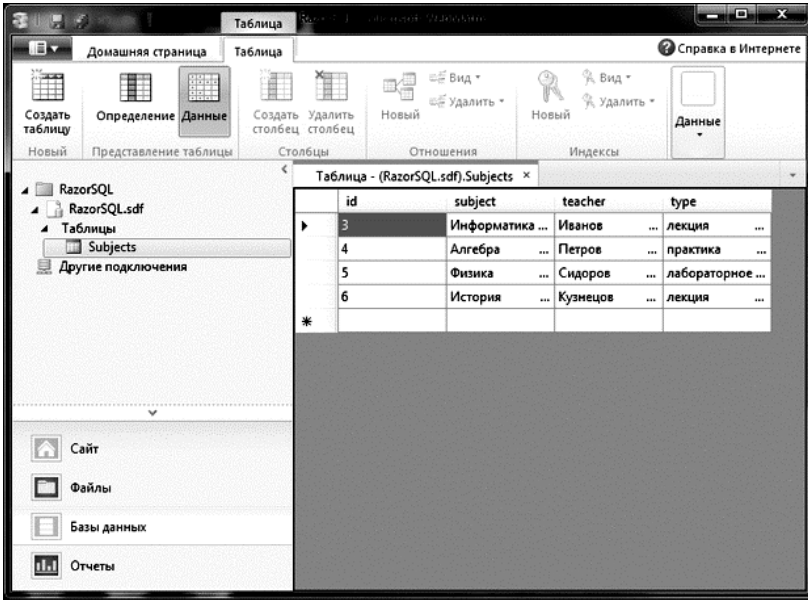 Таблица
Домашняя страница Таблица Справка в Интернете
Создать таблицу Определение Данные Создать столбец Удалить столбец Новый Вид Удалить Новый Вид Удалить Данные
Новый Представление таблицы Столбцы Отношения Индексы
Таблица - (RazorSQL.sdf).Subjects ×
RazorSQL
RazorSQL.sdf
Таблицы
Subjects
Другие подключения
id subject teacher type
3 Информатика ... Иванов ... лекция ...
4 Алгебра ... Петров ... практика ...
5 Физика ... Сидоров ... лабораторное ...
6 История ... Кузнецов ... лекция ...
Сайт
Файлы
Базы данных
Отчеты